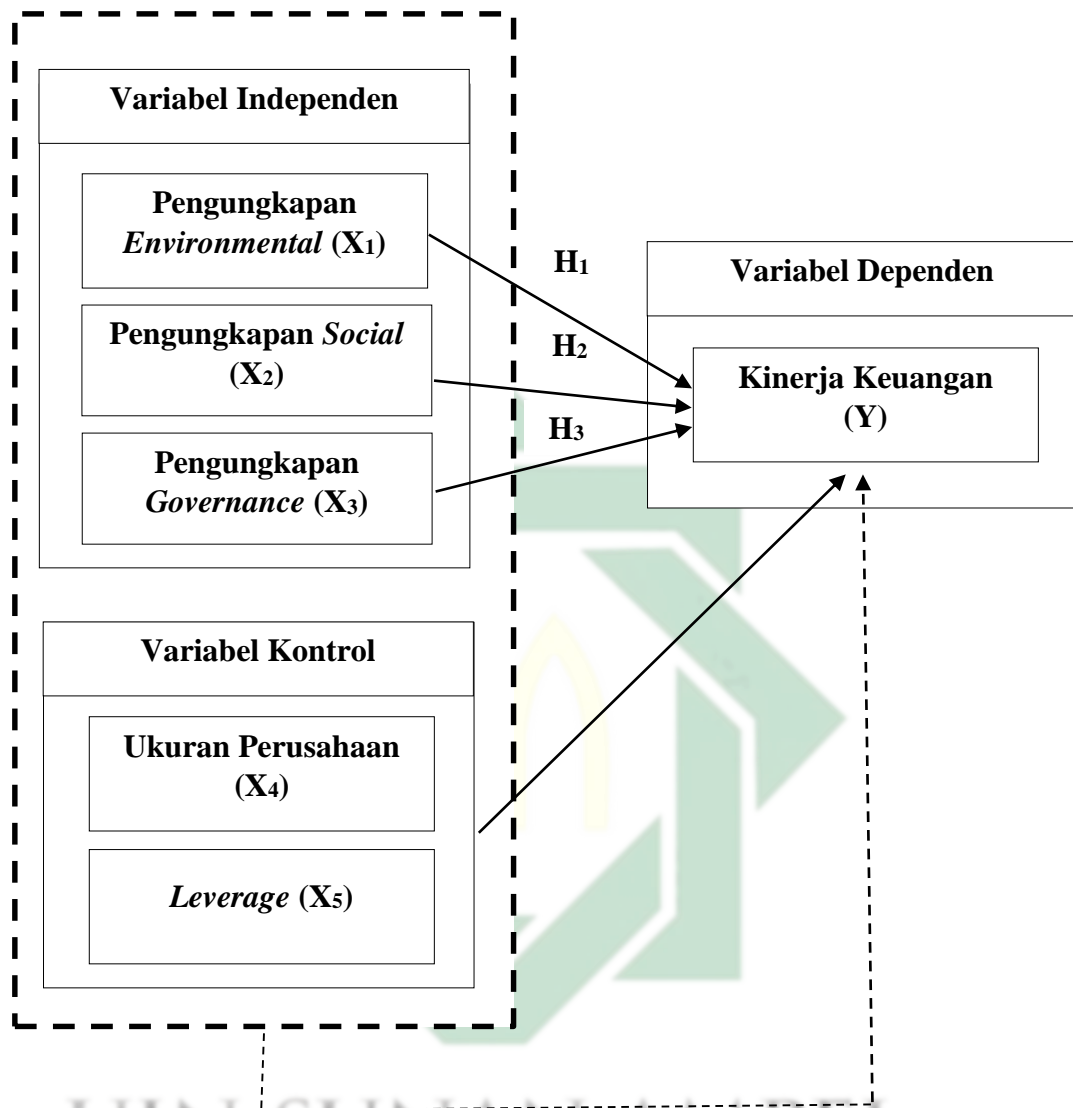 Variabel Independen
Pengungkapan
Environmental (X₁)
Pengungkapan Social
(X₂)
Pengungkapan
Governance (X₃)
H₁
H₂
H₃
Variabel Dependen
Kinerja Keuangan
(Y)
Variabel Kontrol
Ukuran Perusahaan
(X₄)
Leverage (X₅)